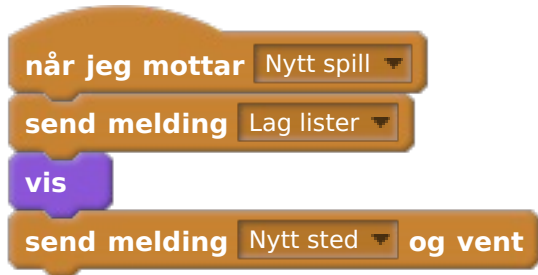 når jeg mottar Nytt spill
send melding Lag lister
vis
send melding Nytt sted og vent